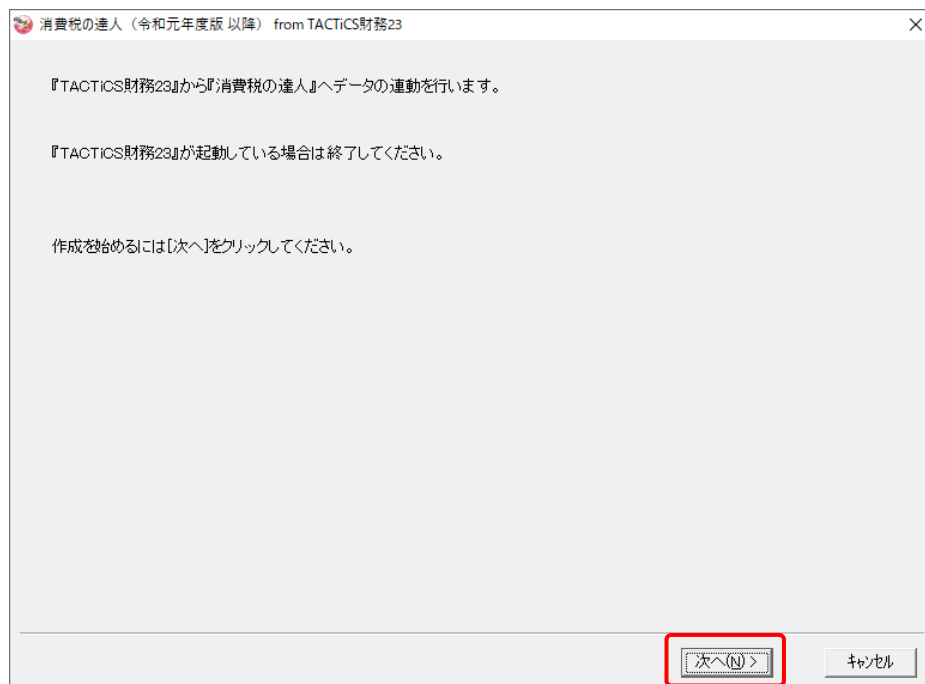 消費税の達人（令和元年度版 以降） from TACTiCS財務23
『TACTiCS財務23』から『消費税の達人』へデータの連動を行います。
『TACTiCS財務23』が起動している場合は終了してください。
作成を始めるには[次へ]をクリックしてください。
次へ(N) >
キャンセル